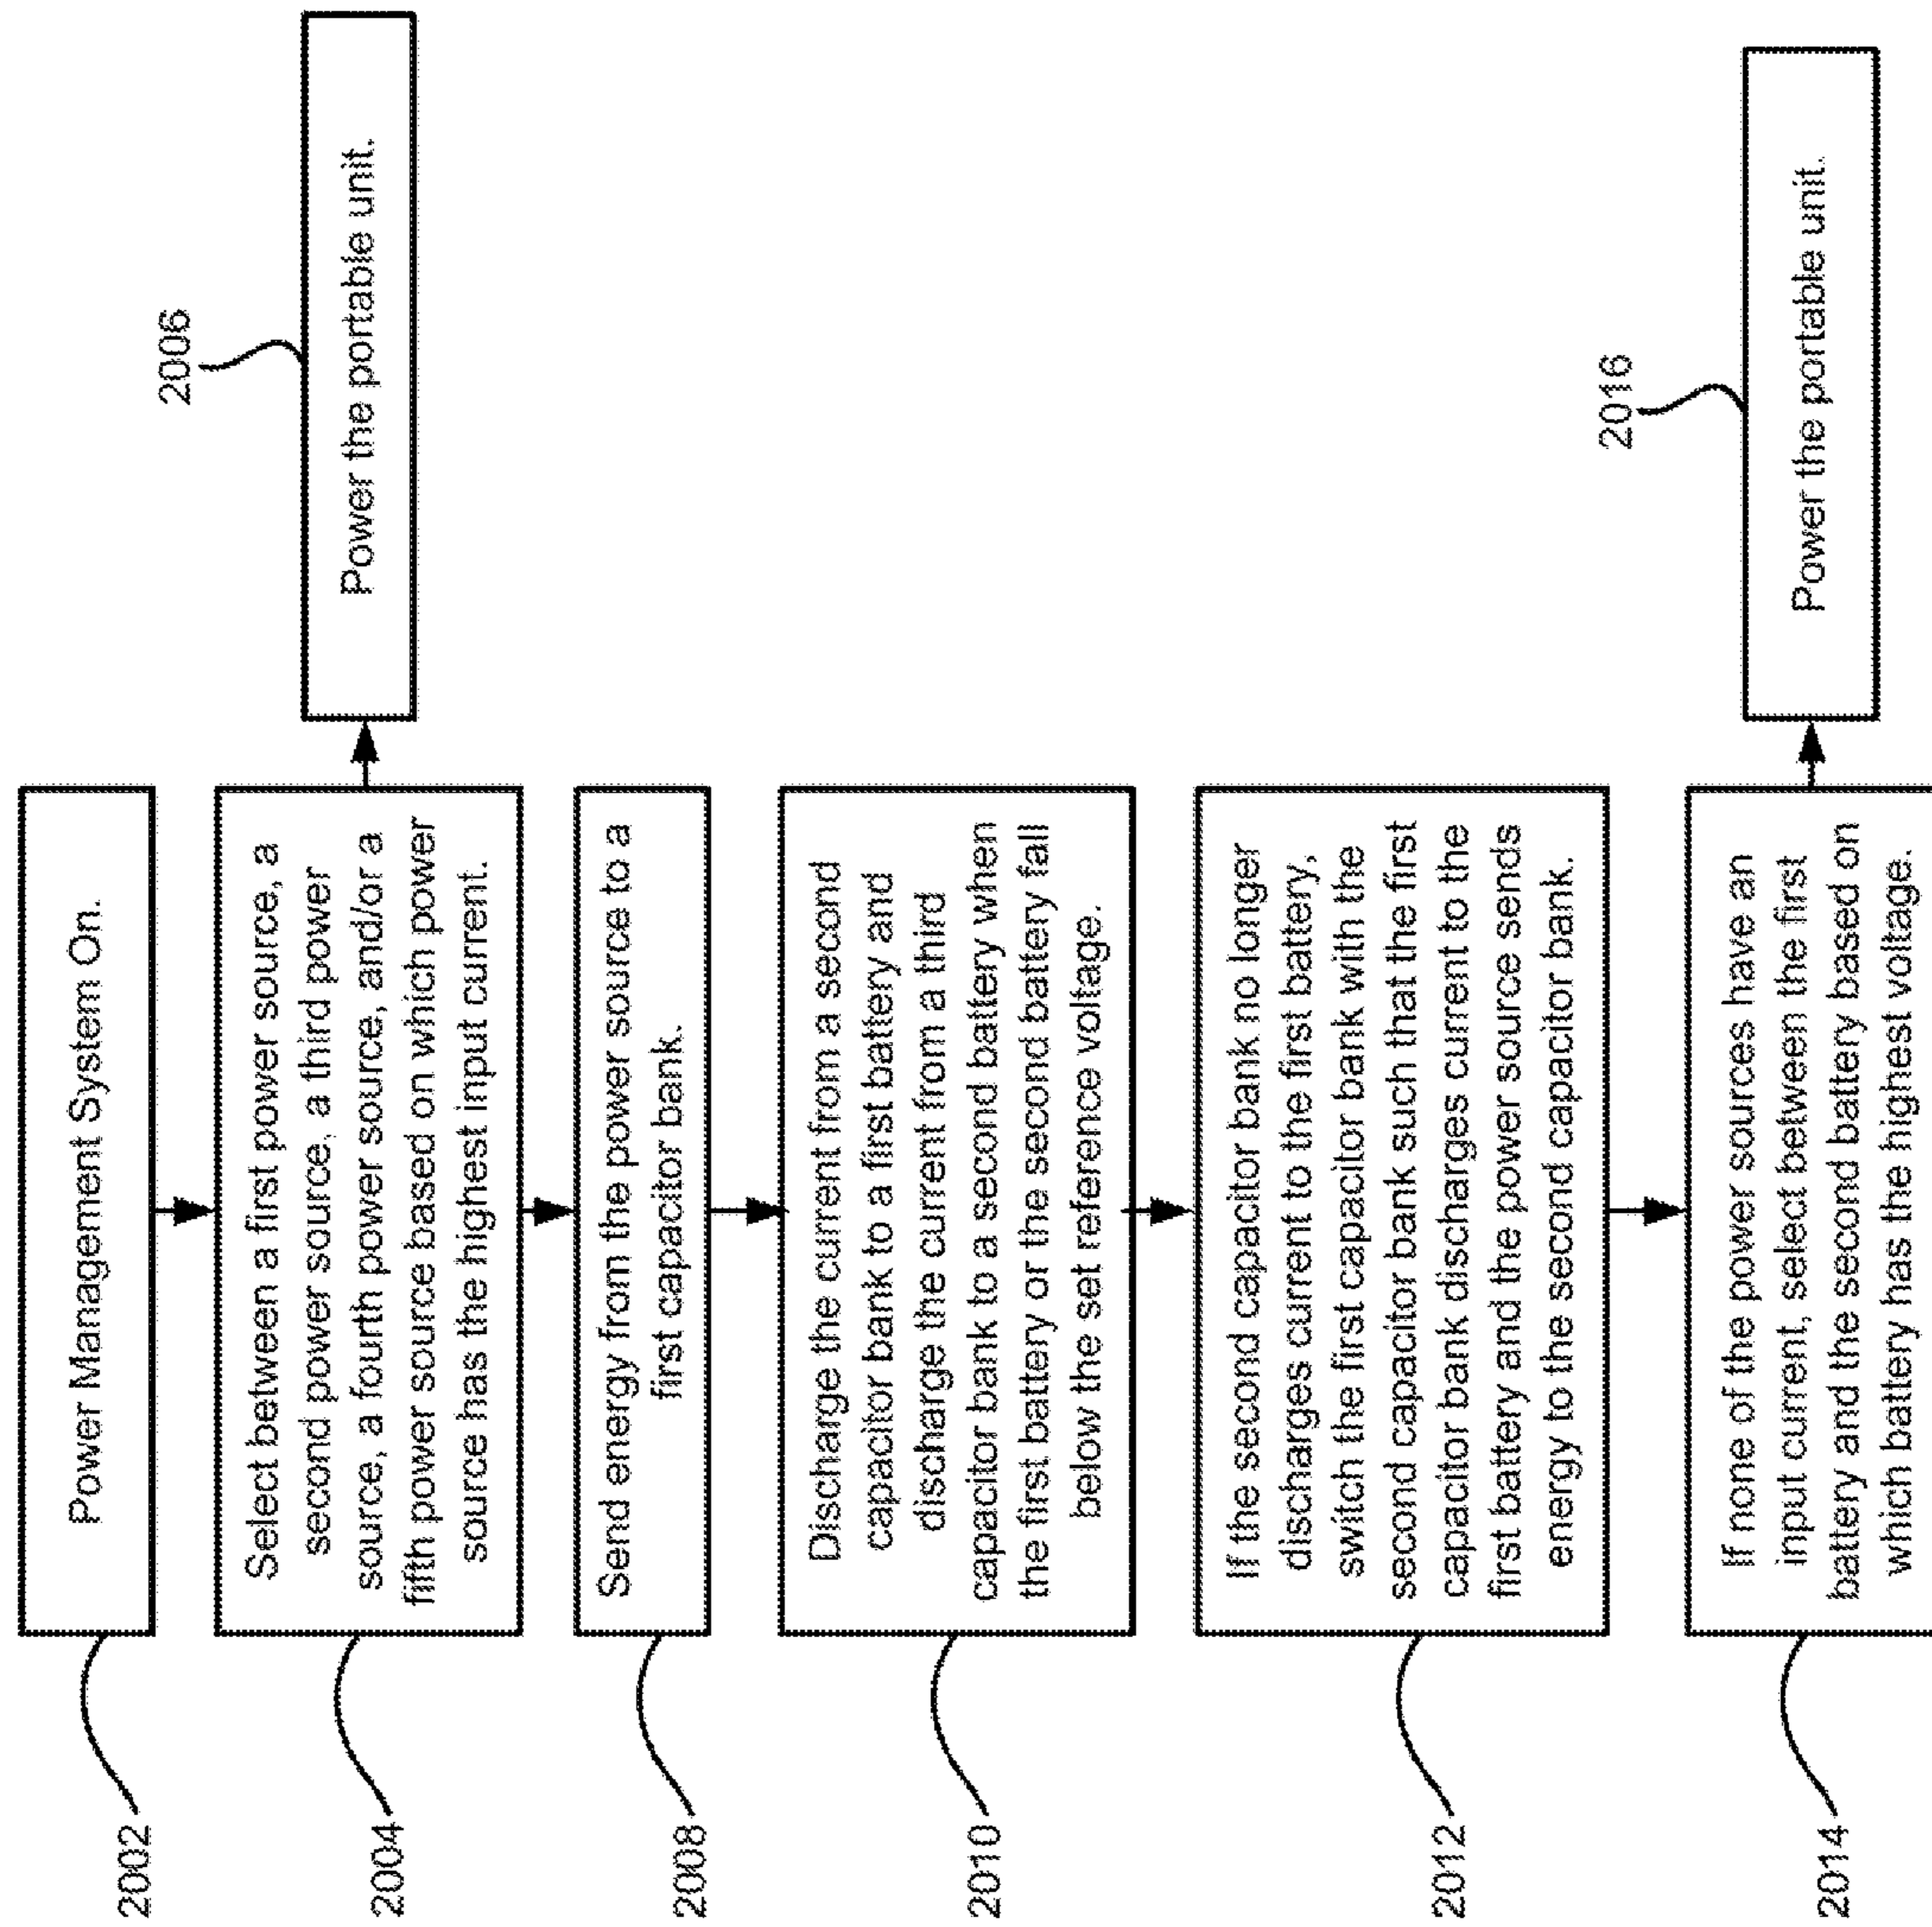 2002
Power Management System On.
2004
Select between a first power source, a
second power source, a third power
source, a fourth power source, and/or a
fifth power source based on which power
source has the highest input current.
2006
Power the portable unit.
2008
Send energy from the power source to a
first capacitor bank.
2010
Discharge the current from a second
capacitor bank to a first battery and
discharge the current from a third
capacitor bank to a second battery when
the first battery or the second battery fall
below the set reference voltage.
2012
If the second capacitor bank no longer
discharges current to the first battery,
switch the first capacitor bank with the
second capacitor bank such that the first
capacitor bank discharges current to the
first battery and the power source sends
energy to the second capacitor bank.
2014
If none of the power sources have an
input current, select between the first
battery and the second battery based on
which battery has the highest voltage.
2016
Power the portable unit.